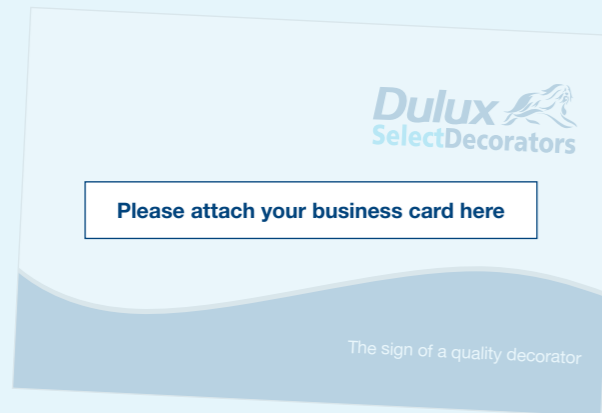 Dulux
SelectDecorators
Please attach your business card here
The sign of a quality decorator